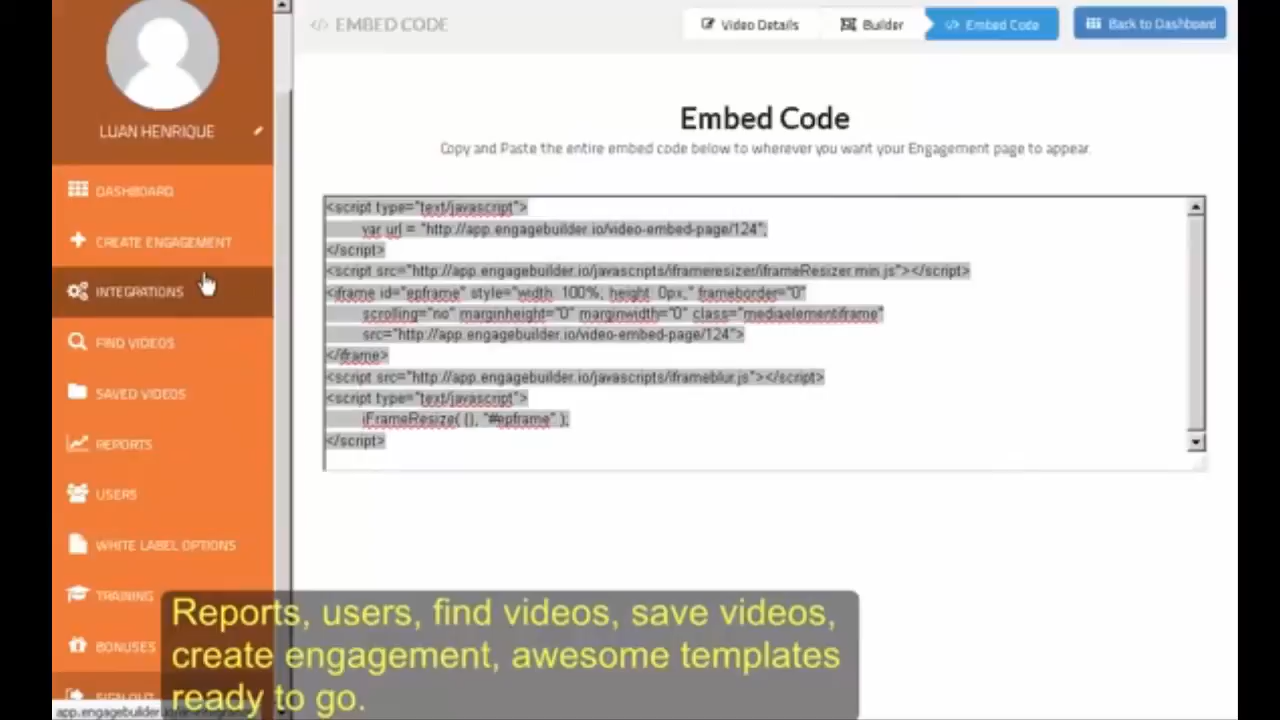 EMBED CODE
Video Details
Builder
Embed Code
Back to Dashboard
LUAN HENRIQUE
DASHBOARD
CREATE ENGAGEMENT
INTEGRATIONS
FIND VIDEOS
SAVED VIDEOS
REPORTS
USERS
WHITE LABEL OPTIONS
TRAINING
BONUSES
SIGN OUT
Embed Code
Copy and Paste the entire embed code below to wherever you want your Engagement page to appear.
<script type="text/javascript">
var url = "http://app.engagebuilder.io/video-embed-page/124";
</script>
<script src="http://app.engagebuilder.io/javascripts/iframeresizer/iframeResizer.min.js"></script>
<iframe id="epframe" style="width: 100%; height: 0px;" frameborder="0"
scrolling="no" marginheight="0" marginwidth="0" class="mediaelementiframe"
src="http://app.engagebuilder.io/video-embed-page/124">
</iframe>
<script src="http://app.engagebuilder.io/javascripts/iframeblur.js"></script>
<script type="text/javascript">
iFrameResize( {}, "#epframe" );
</script>
Reports, users, find videos, save videos,
create engagement, awesome templates
ready to go.